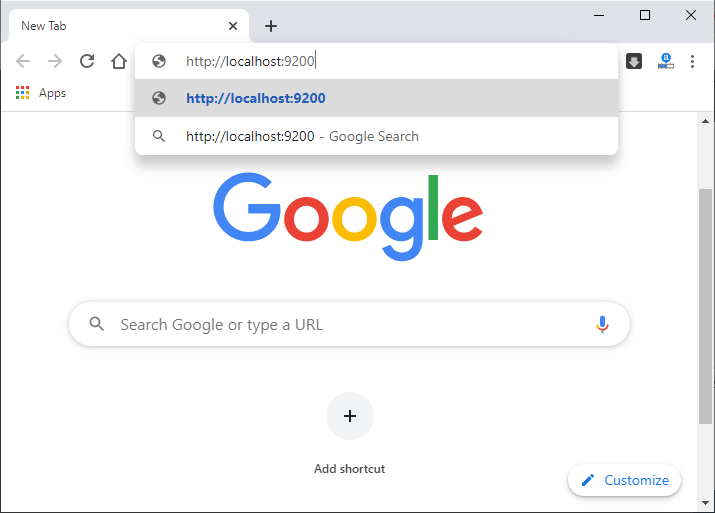 New Tab
http://localhost:9200
Apps
http://localhost:9200
http://localhost:9200 - Google Search
Google
Search Google or type a URL
Add shortcut
Customize